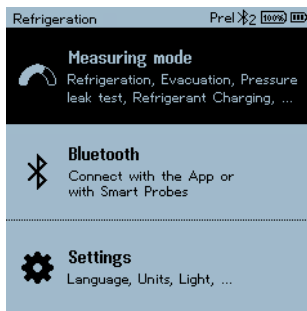 Refrigeration Prel 2 100%
Measuring mode
Refrigeration, Evacuation, Pressure
leak test, Refrigerant Charging, ...
Bluetooth
Connect with the App or
with Smart Probes
Settings
Language, Units, Light, ...